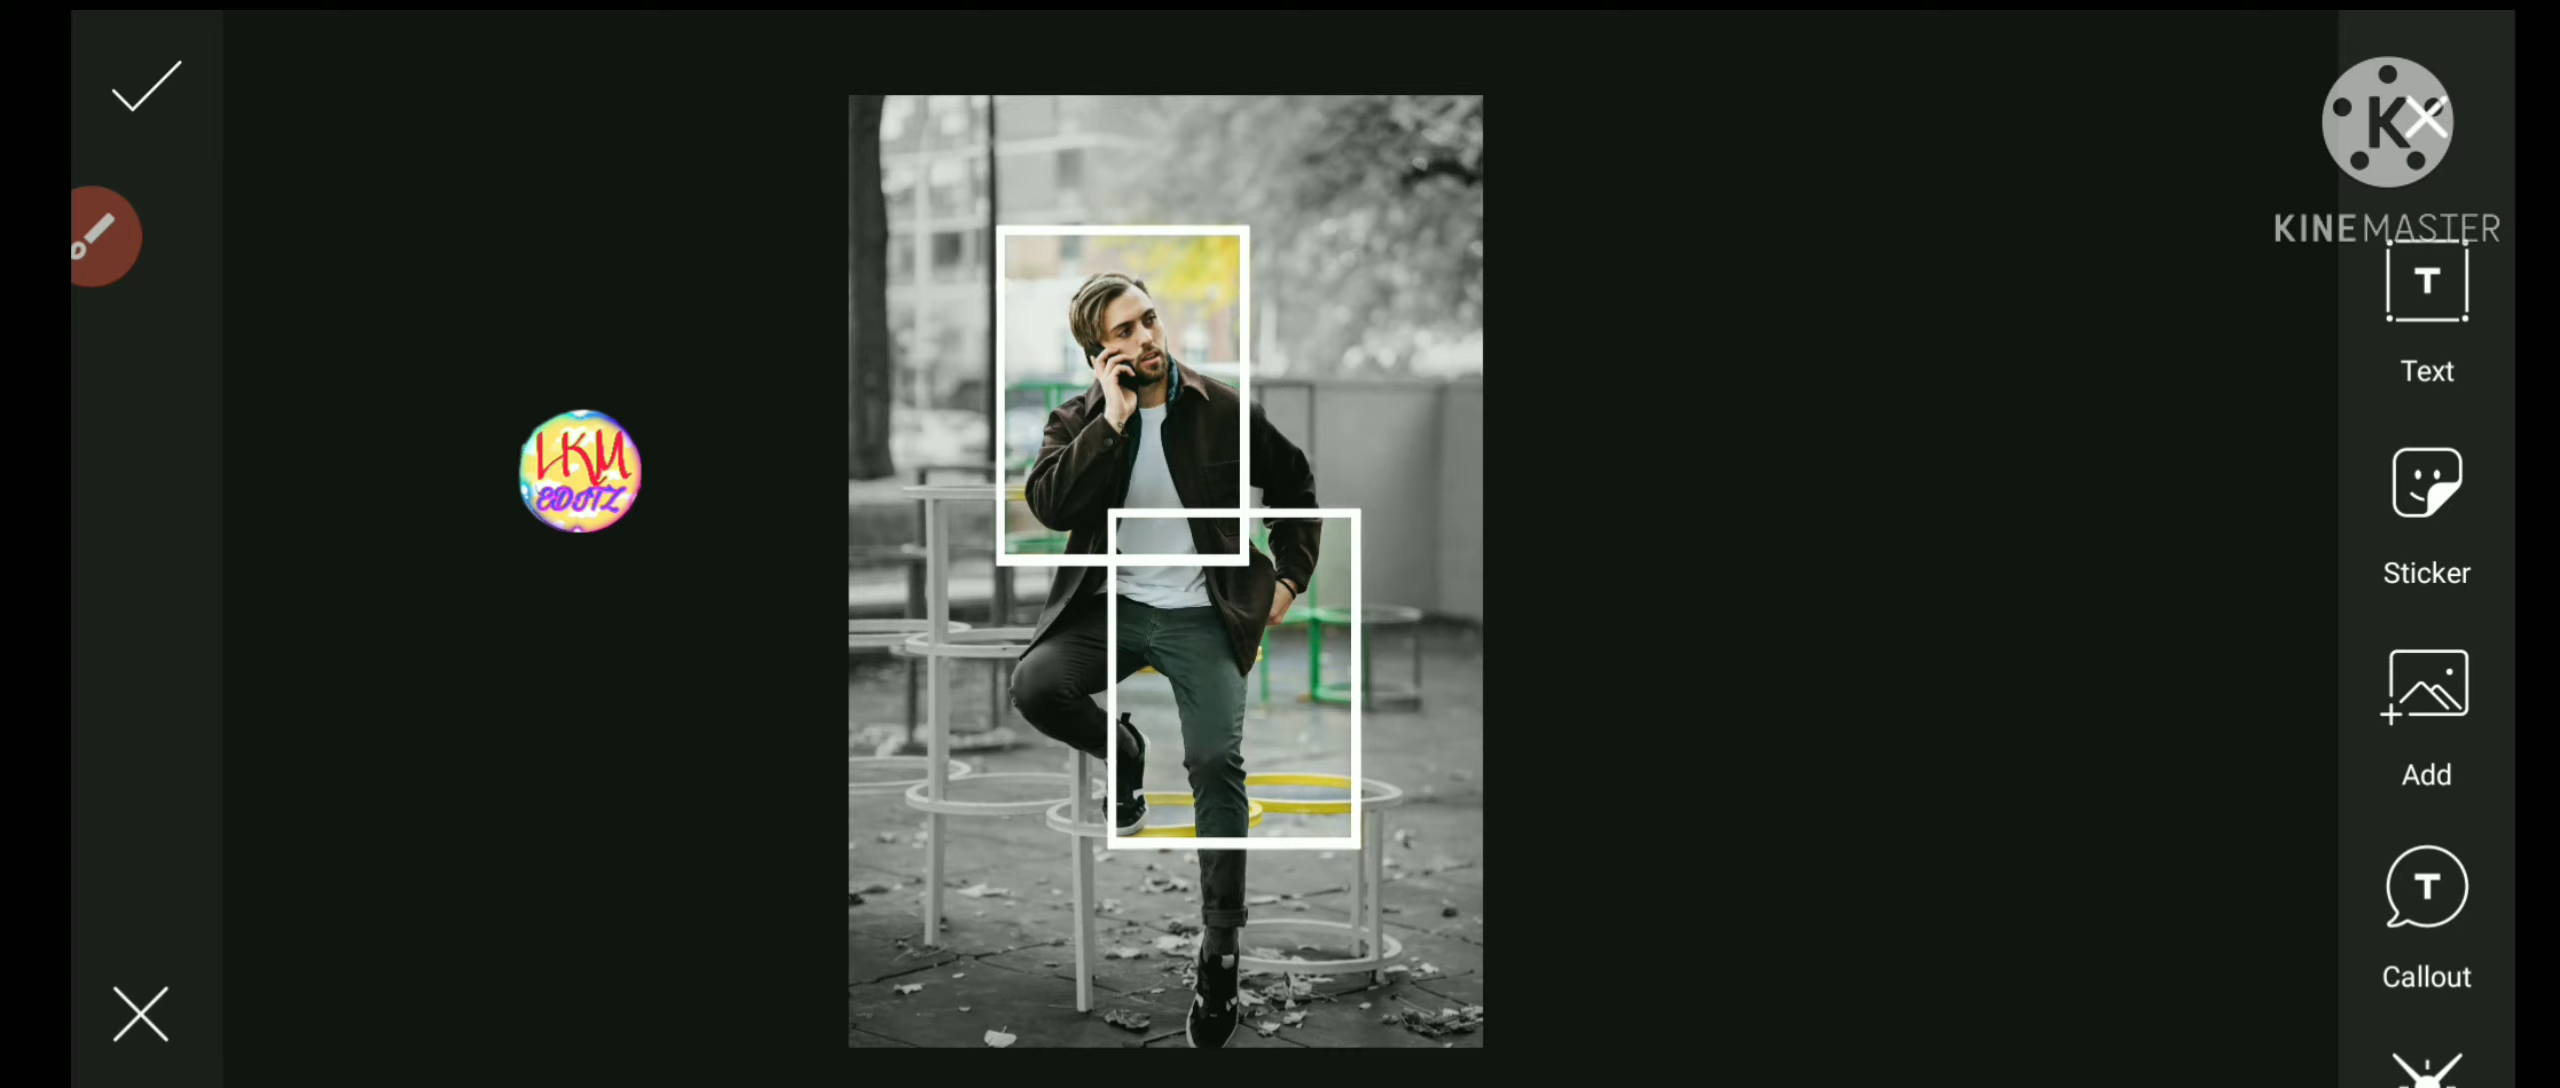 K
KINEMASTER
T
Text
LKM
EDITZ
Sticker
Add
T
Callout